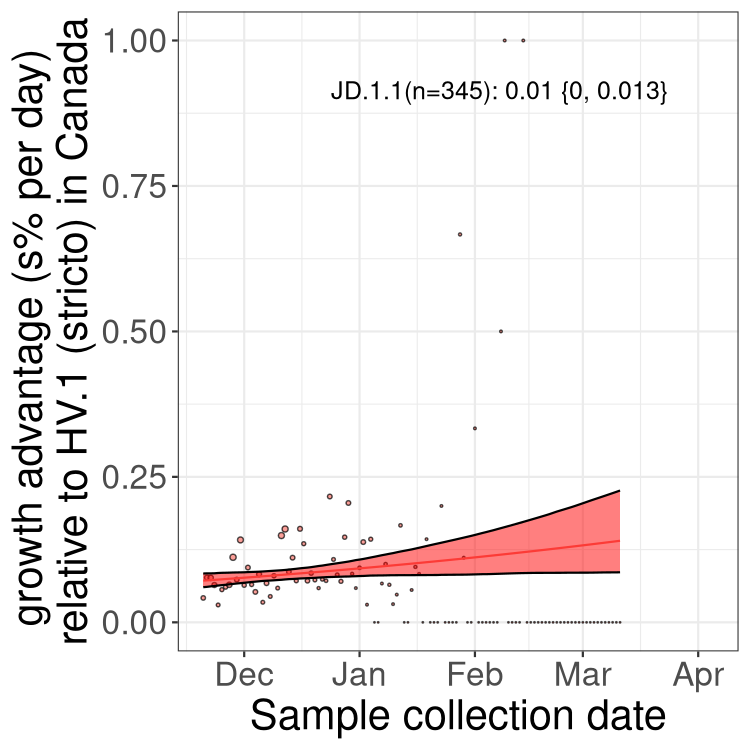 growth advantage (s% per day)
relative to HV.1 (stricto) in Canada
1.00
0.75
0.50
0.25
0.00
JD.1.1(n=345): 0.01 {0, 0.013}
Dec Jan Feb Mar Apr
Sample collection date